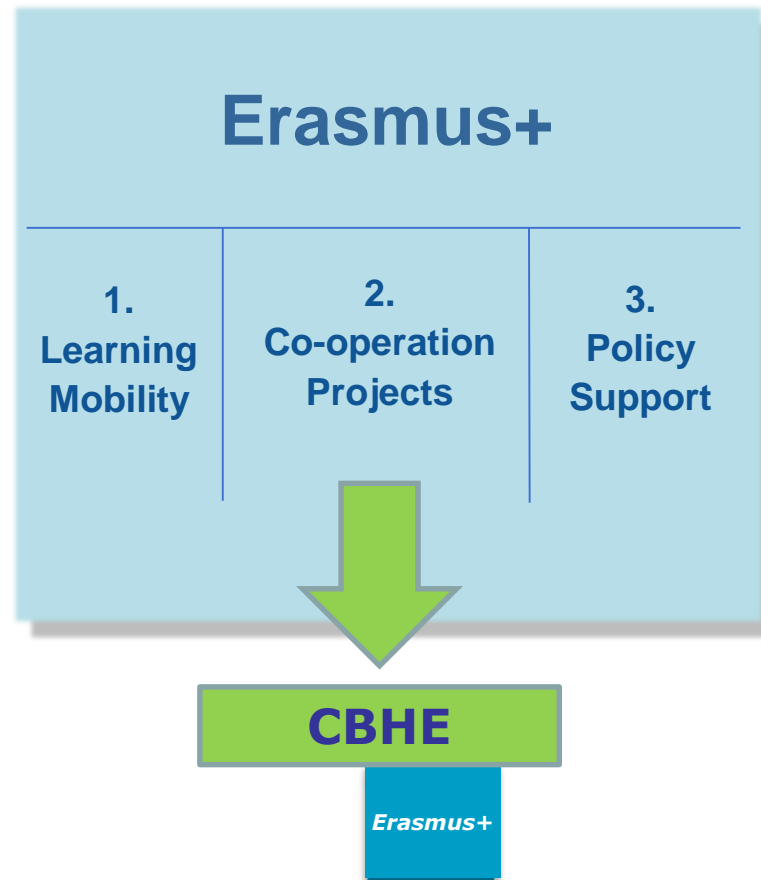 Erasmus+
1.
Learning
Mobility
2.
Co-operation
Projects
3.
Policy
Support
CBHE
Erasmus+